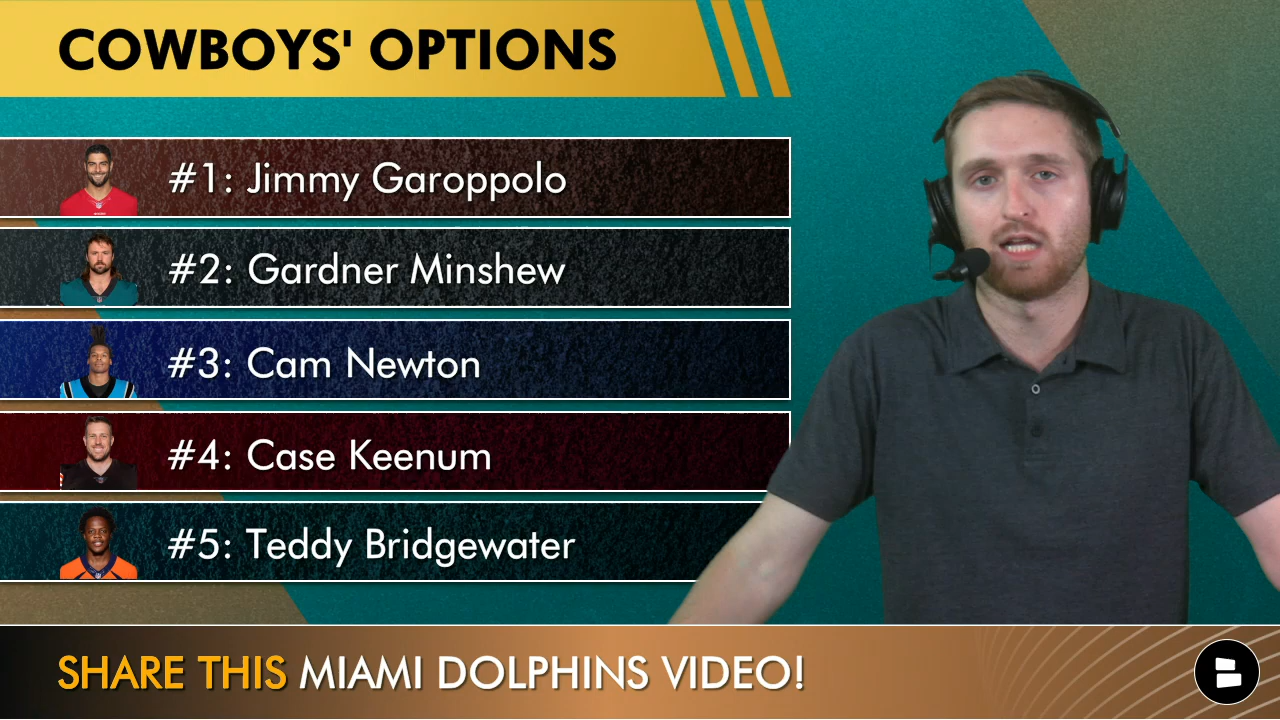 COWBOYS' OPTIONS
#1: Jimmy Garoppolo
#2: Gardner Minshew
#3: Cam Newton
#4: Case Keenum
#5: Teddy Bridgewater
SHARE THIS MIAMI DOLPHINS VIDEO!